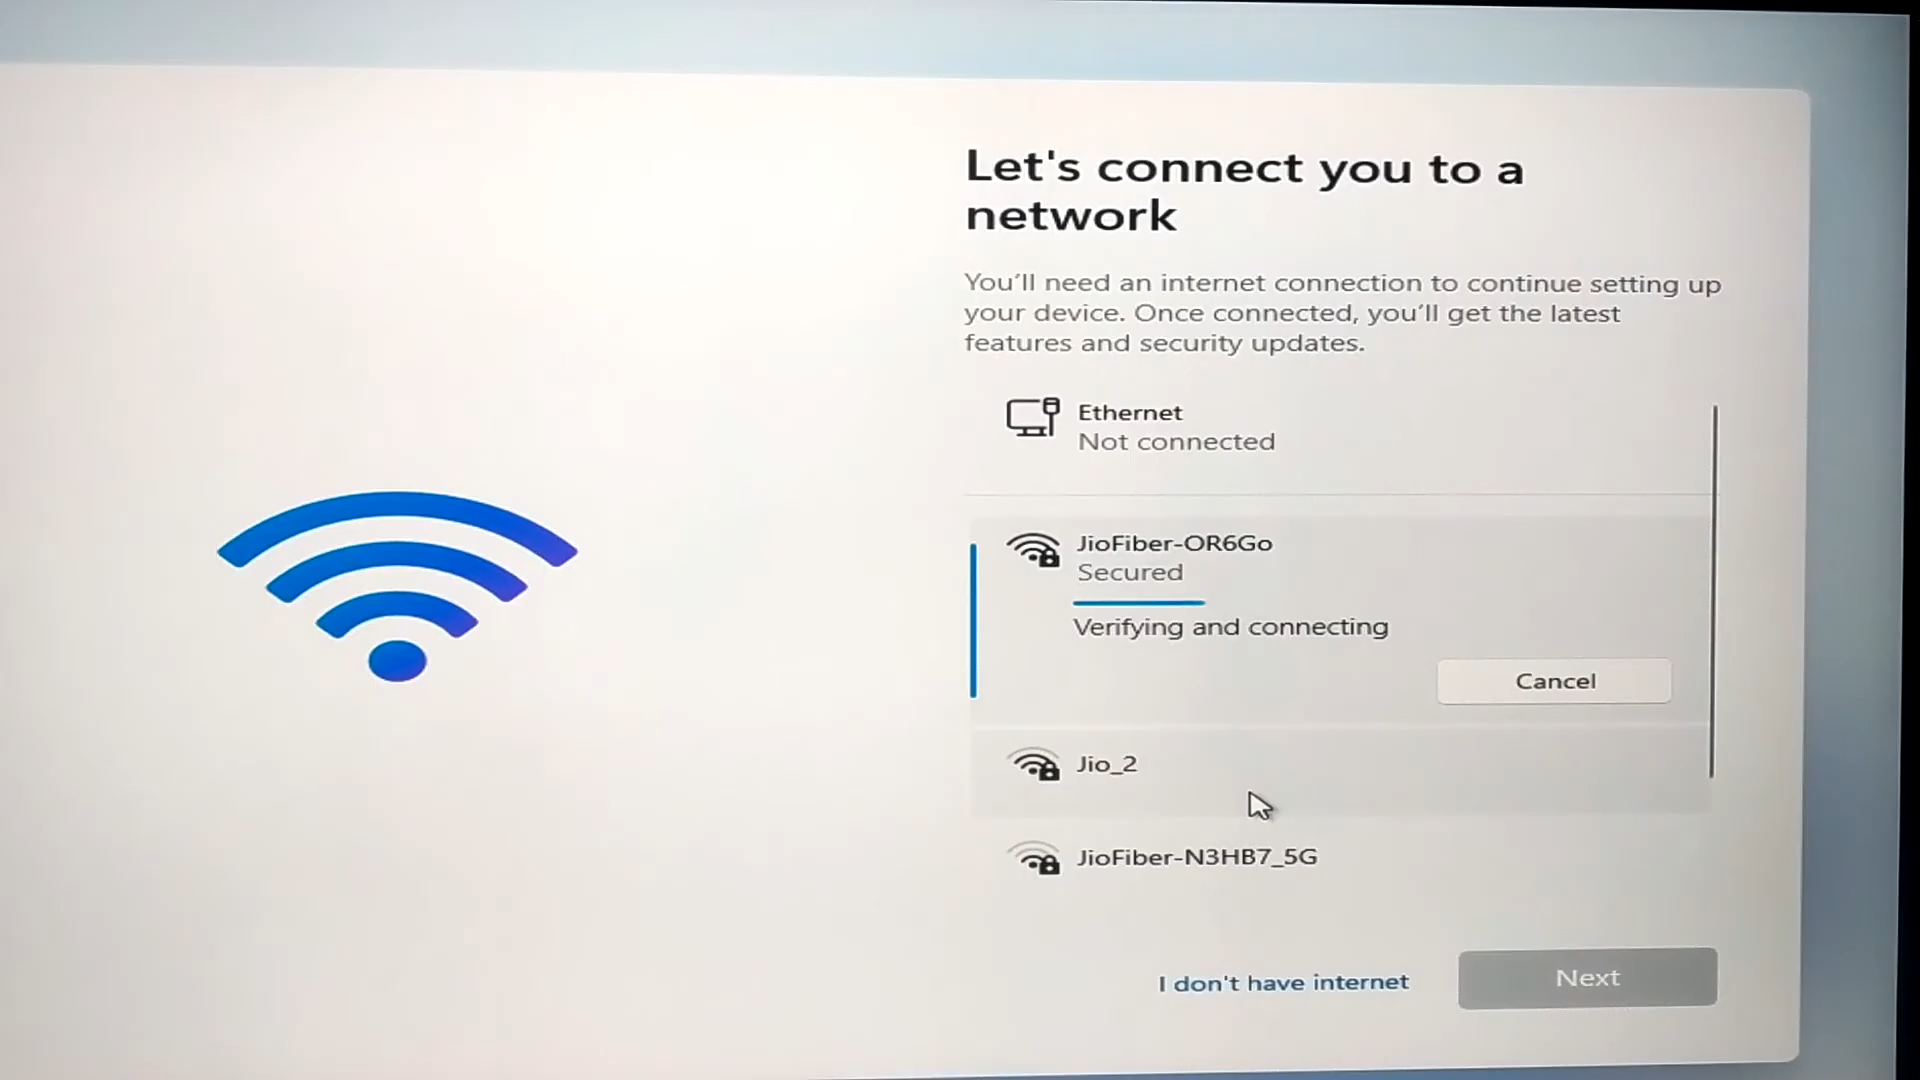 Let's connect you to a
network
You'll need an internet connection to continue setting up
your device. Once connected, you'll get the latest
features and security updates.
Ethernet
Not connected
JioFiber-OR6Go
Secured
Verifying and connecting
Cancel
Jio_2
JioFiber-N3HB7_5G
I don't have internet
Next